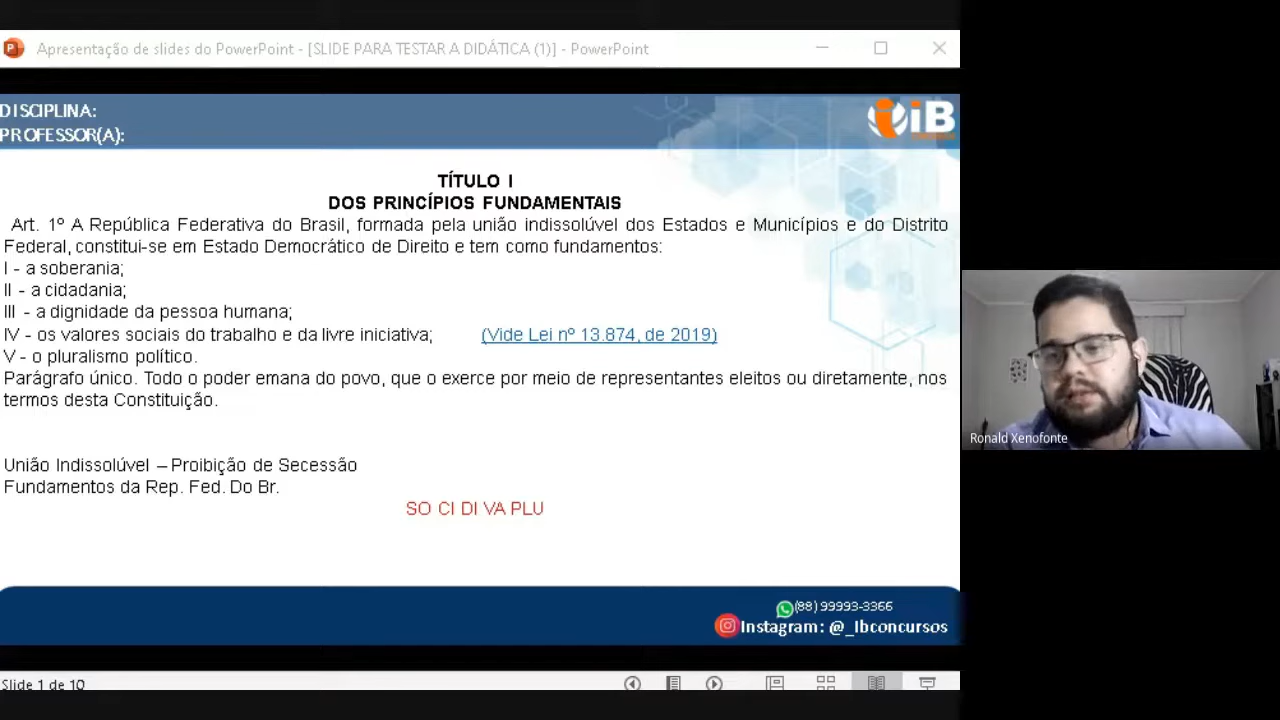 Apresentação de slides do PowerPoint - [SLIDE PARA TESTAR A DIDÁTICA (1)] - PowerPoint
DISCIPLINA:
PROFESSOR(A):
iB
TÍTULO I
DOS PRINCÍPIOS FUNDAMENTAIS
Art. 1º A República Federativa do Brasil, formada pela união indissolúvel dos Estados e Municípios e do Distrito
Federal, constitui-se em Estado Democrático de Direito e tem como fundamentos:
I - a soberania;
II - a cidadania;
III - a dignidade da pessoa humana;
IV - os valores sociais do trabalho e da livre iniciativa; (Vide Lei nº 13.874, de 2019)
V - o pluralismo político.
Parágrafo único. Todo o poder emana do povo, que o exerce por meio de representantes eleitos ou diretamente, nos
termos desta Constituição.
União Indissolúvel – Proibição de Secessão
Fundamentos da Rep. Fed. Do Br.
SO CI DI VA PLU
(88) 99993-3366
Instagram: @_Ibconcursos
Slide 1 de 10
Ronald Xenofonte